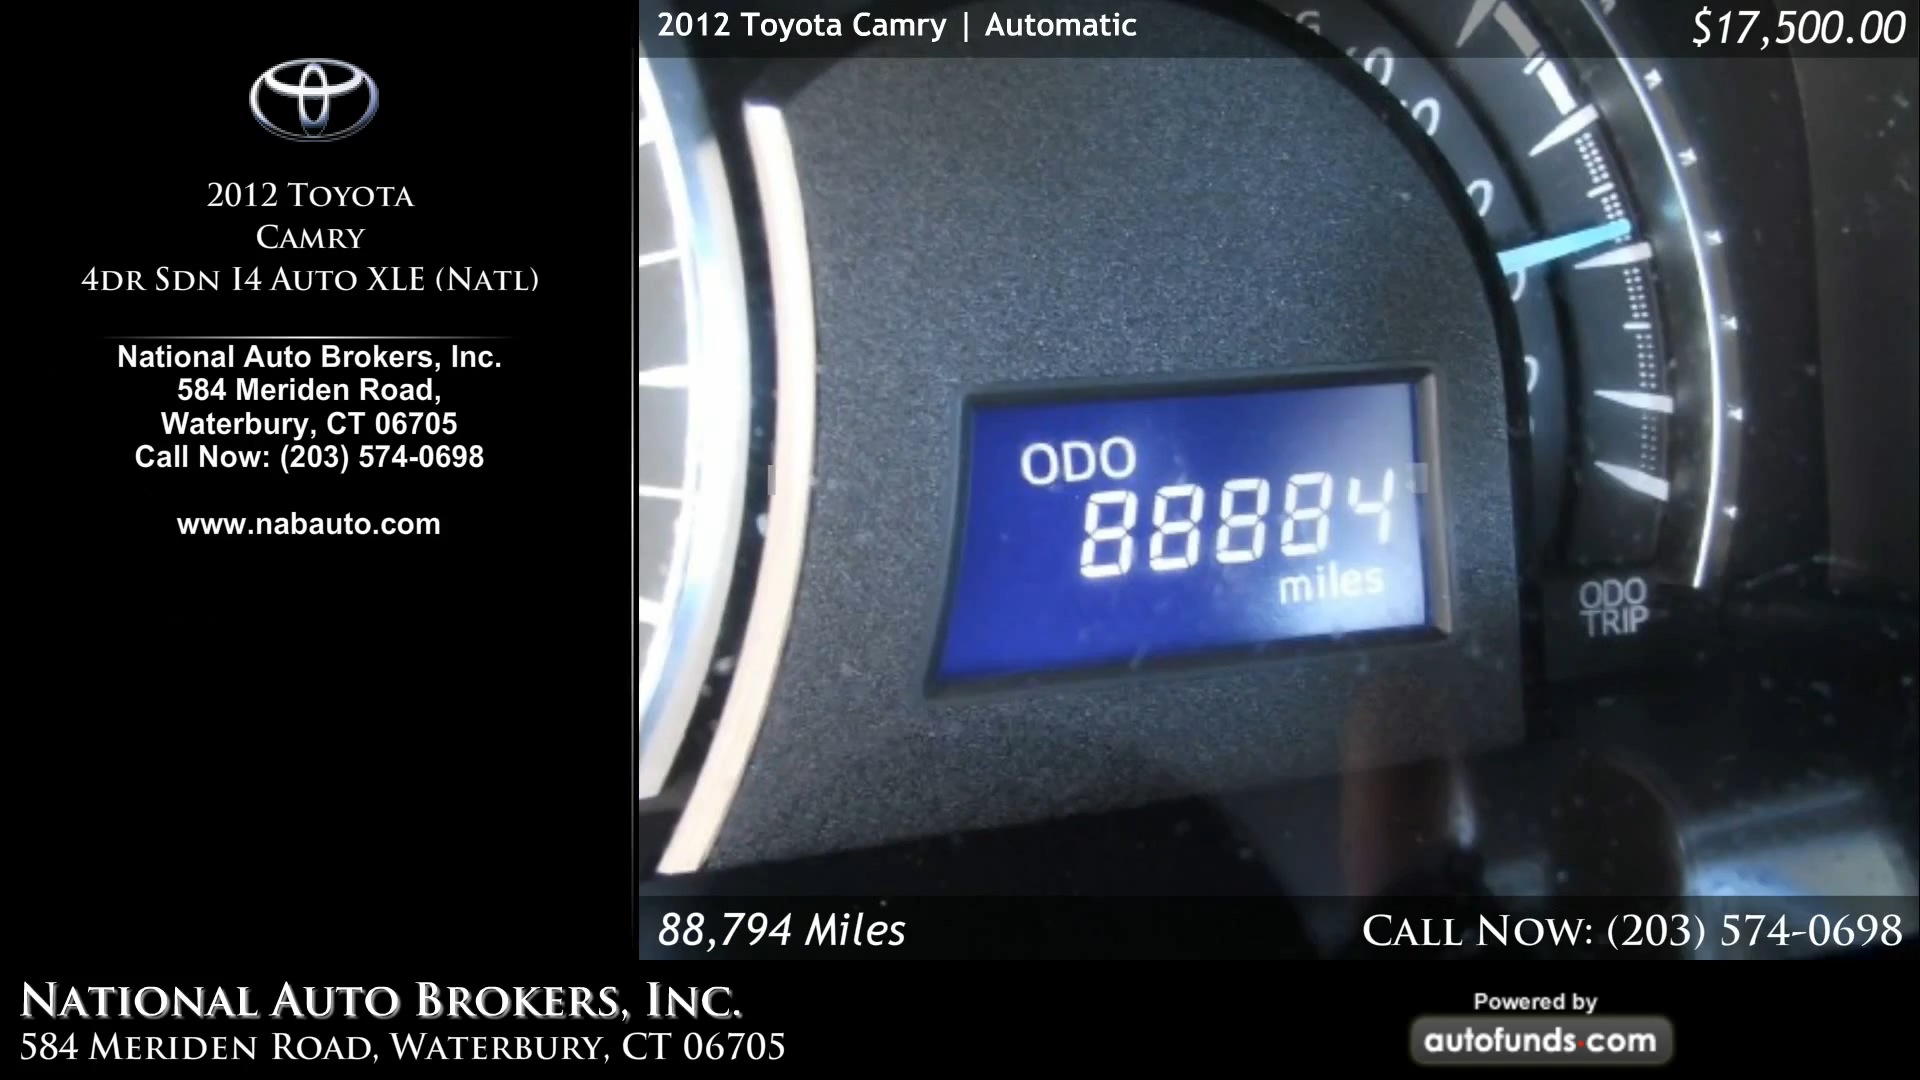 2012 Toyota
Camry
4dr Sdn I4 Auto XLE (Natl)
National Auto Brokers, Inc.
584 Meriden Road,
Waterbury, CT 06705
Call Now: (203) 574-0698
www.nabauto.com
2012 Toyota Camry | Automatic
$17,500.00
ODO
88884
miles
ODO
TRIP
88,794 Miles
Call Now: (203) 574-0698
National Auto Brokers, Inc.
584 Meriden Road, Waterbury, CT 06705
Powered by
autofunds.com